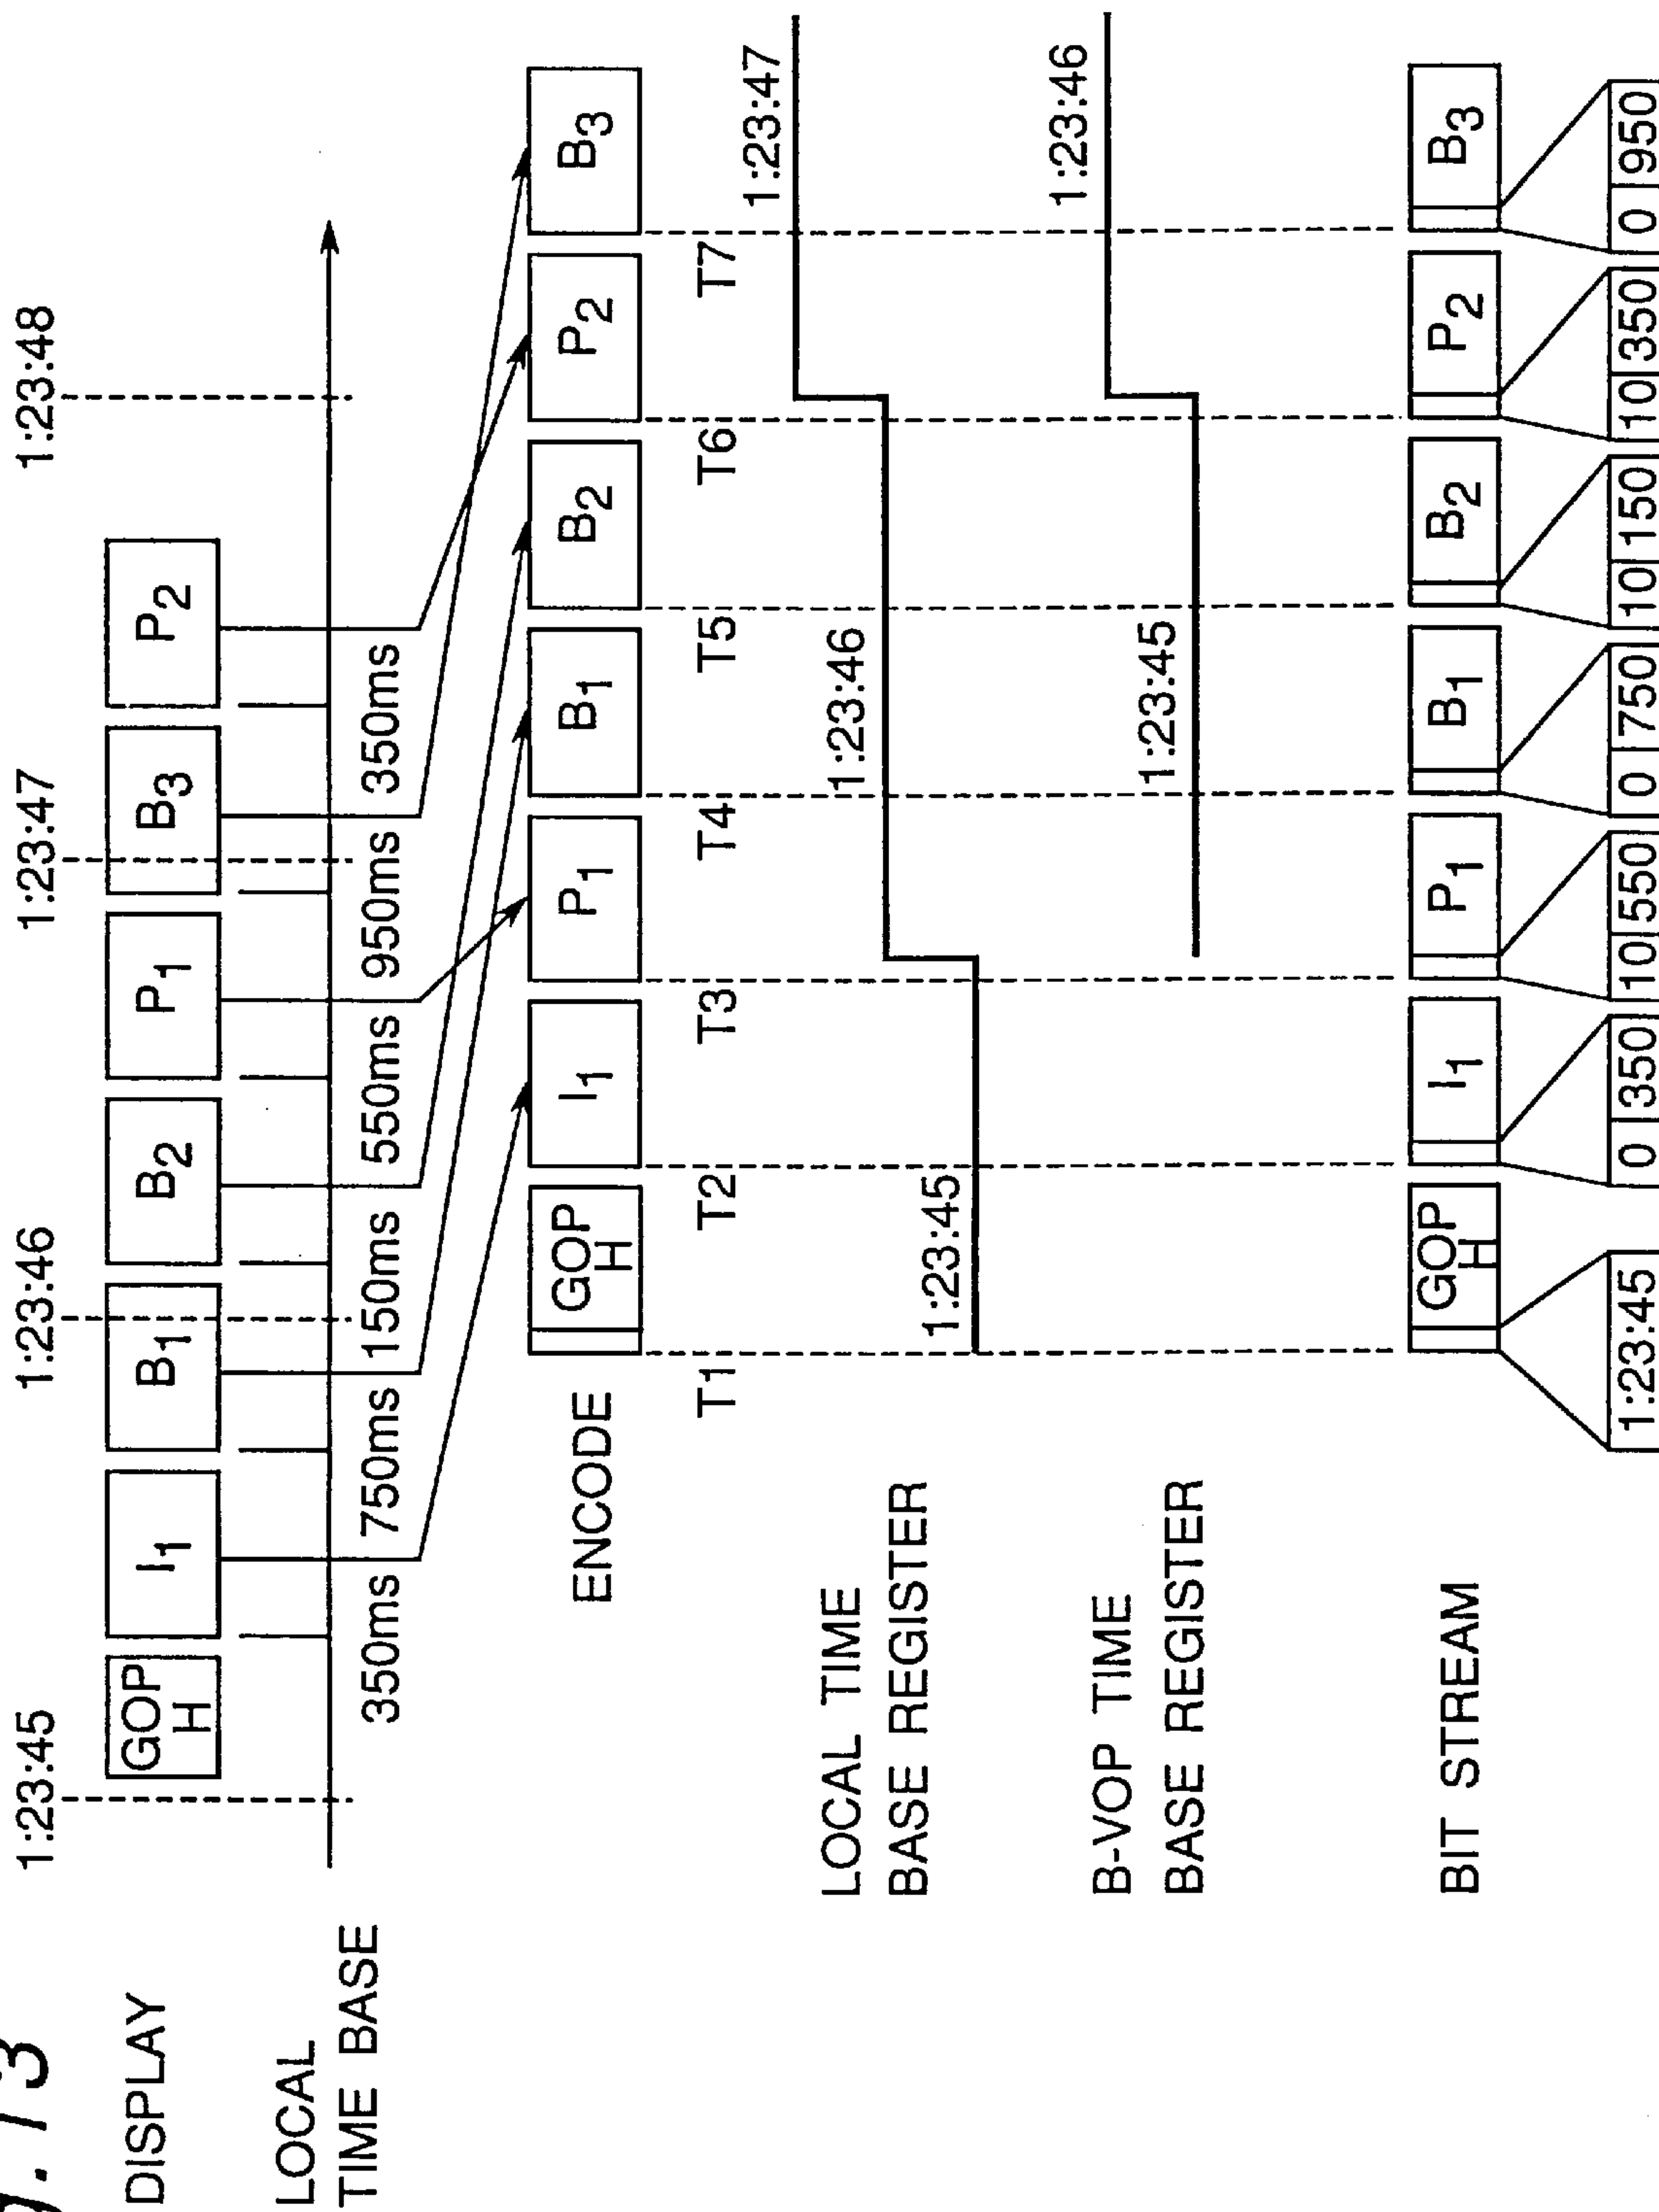 g. 13
1:23:45 1:23:46 1:23:47 1:23:48
DISPLAY GOP H I1 B1 B2 P1 B3 P2
LOCAL
TIME BASE
350ms 750ms 150ms 550ms 950ms 350ms
ENCODE GOP H I1 P1 B1 B2 P2 B3
T1 T2 T3 T4 T5 T6 T7
LOCAL TIME
BASE REGISTER
1:23:45 1:23:46 1:23:47
B-VOP TIME
BASE REGISTER
1:23:45 1:23:46
BIT STREAM GOP H I1 P1 B1 B2 P2 B3
1:23:45 0 350 10 550 0 750 10 150 10 350 0 950